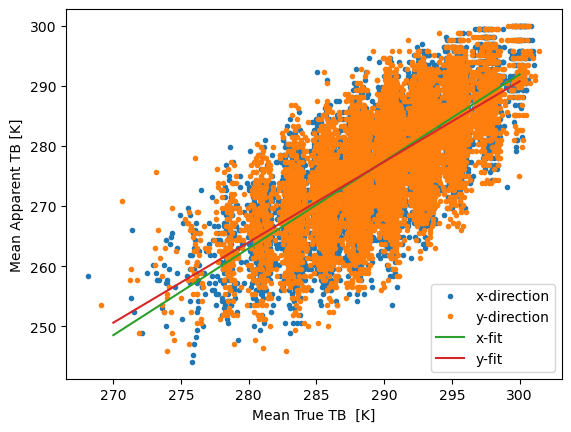 300
290
280
270
260
250
Mean Apparent TB [K]
x-direction
y-direction
x-fit
y-fit
270 275 280 285 290 295 300
Mean True TB  [K]